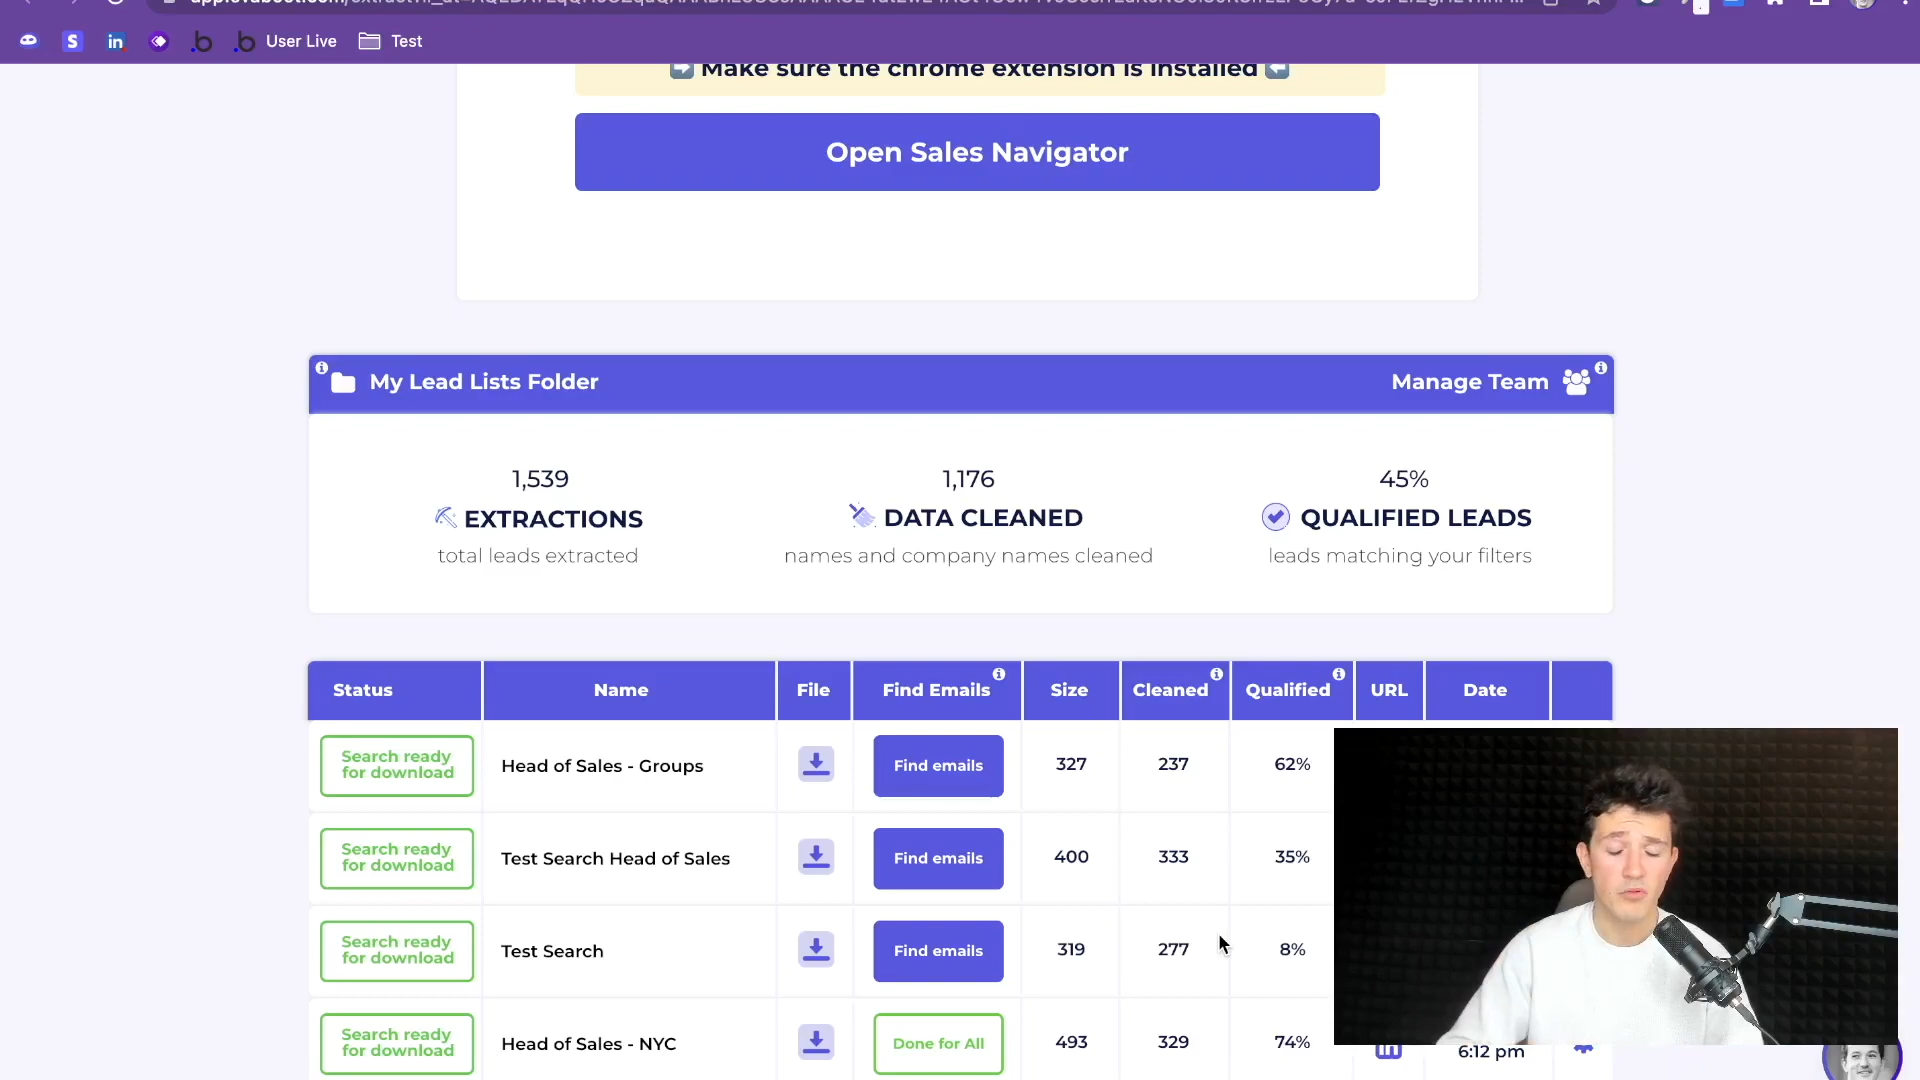 User Live
Test
Make sure the chrome extension is installed
Open Sales Navigator
My Lead Lists Folder
Manage Team
1,539
EXTRACTIONS
total leads extracted
1,176
DATA CLEANED
names and company names cleaned
45%
QUALIFIED LEADS
leads matching your filters
Status Name File Find Emails Size Cleaned Qualified URL Date
Search ready
for download
Head of Sales - Groups
Find emails
327
237
62%
Search ready
for download
Test Search Head of Sales
Find emails
400
333
35%
Search ready
for download
Test Search
Find emails
319
277
8%
Search ready
for download
Head of Sales - NYC
Done for All
493
329
74%
6:12 pm